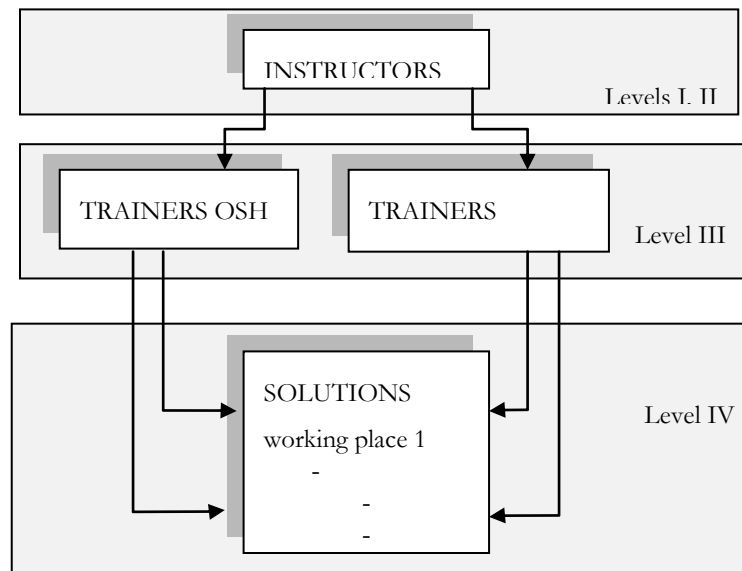 INSTRUCTORS
Levels I, II
TRAINERS OSH
TRAINERS
Level III
SOLUTIONS
working place 1
-
-
-
Level IV